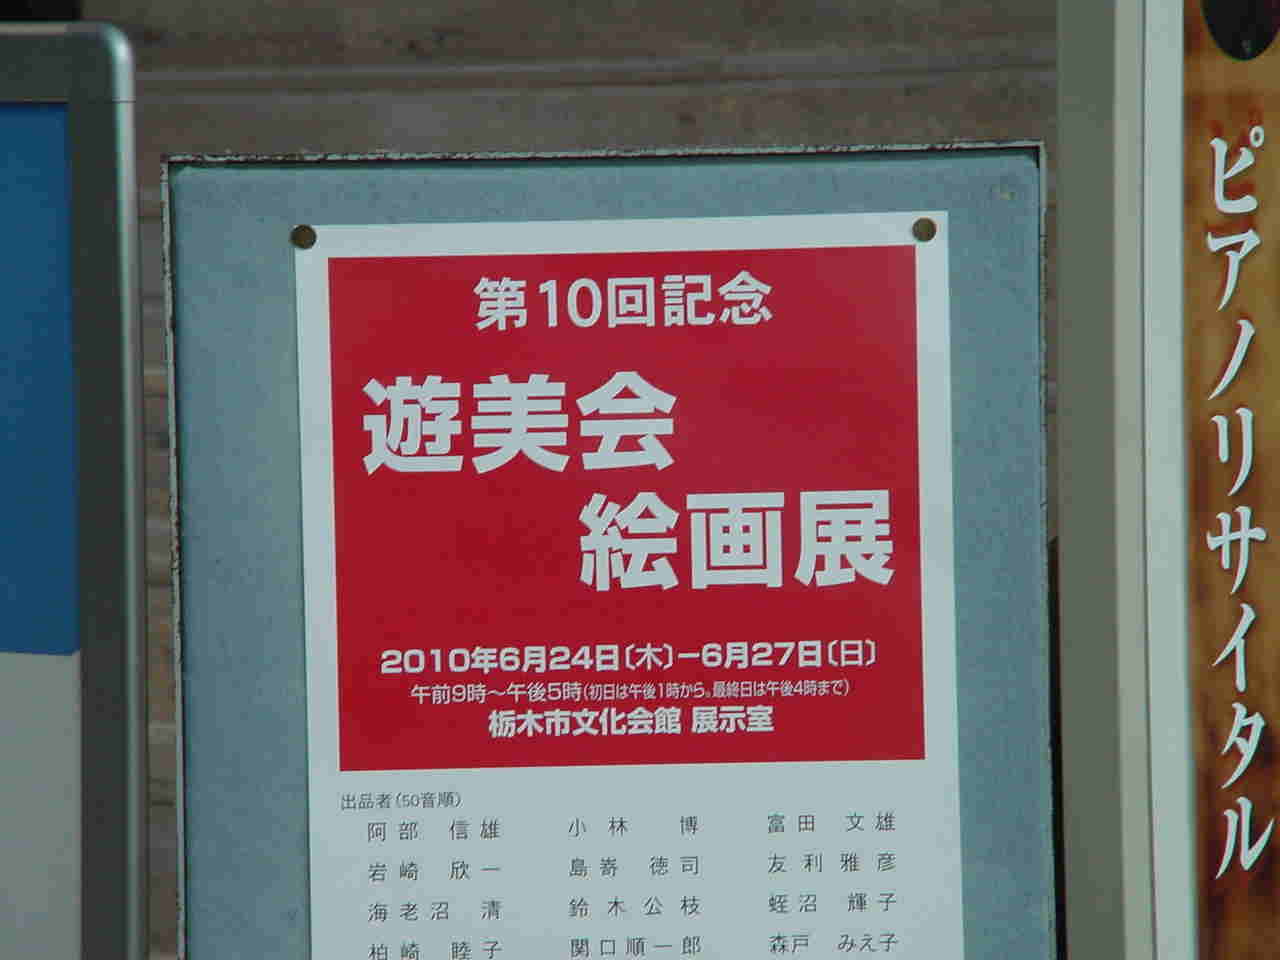 第10回記念
遊美会
絵画展
2010年6月24日〔木〕－6月27日〔日〕
午前9時～午後5時(初日は午後1時から。最終日は午後4時まで)
栃木市文化会館 展示室
出品者(50音順)
阿部 信雄 小林 博 富田 文雄
岩崎 欣一 島嵜 徳司 友利雅彦
海老沼 清 鈴木公枝 蛭沼 輝子
柏崎 睦子 関口順一郎 森戸 みえ子
ピアノリサイタル